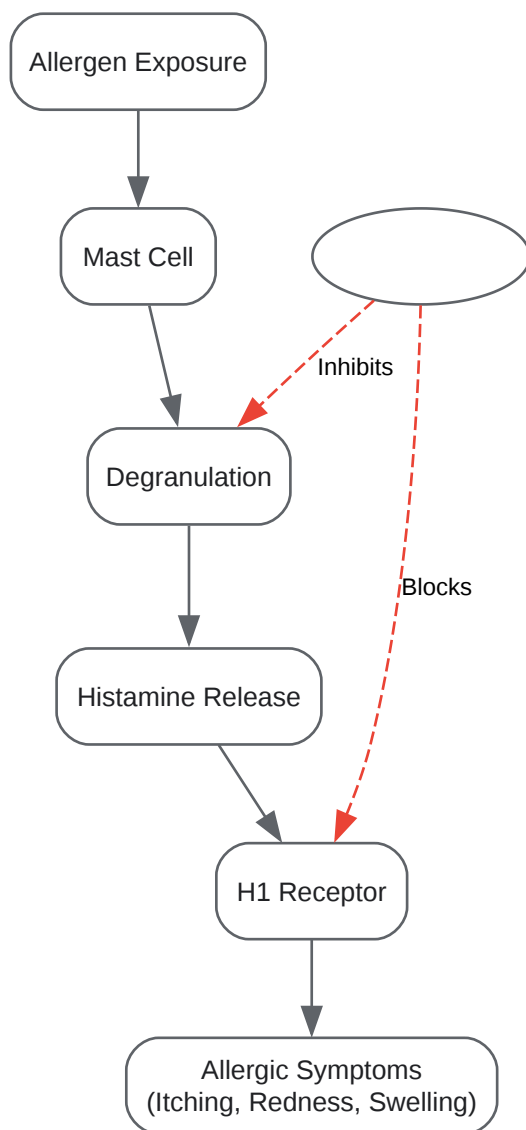 Allergen Exposure
Mast Cell
Inhibits
Degranulation
Blocks
Histamine Release
H1 Receptor
Allergic Symptoms
(Itching, Redness, Swelling)